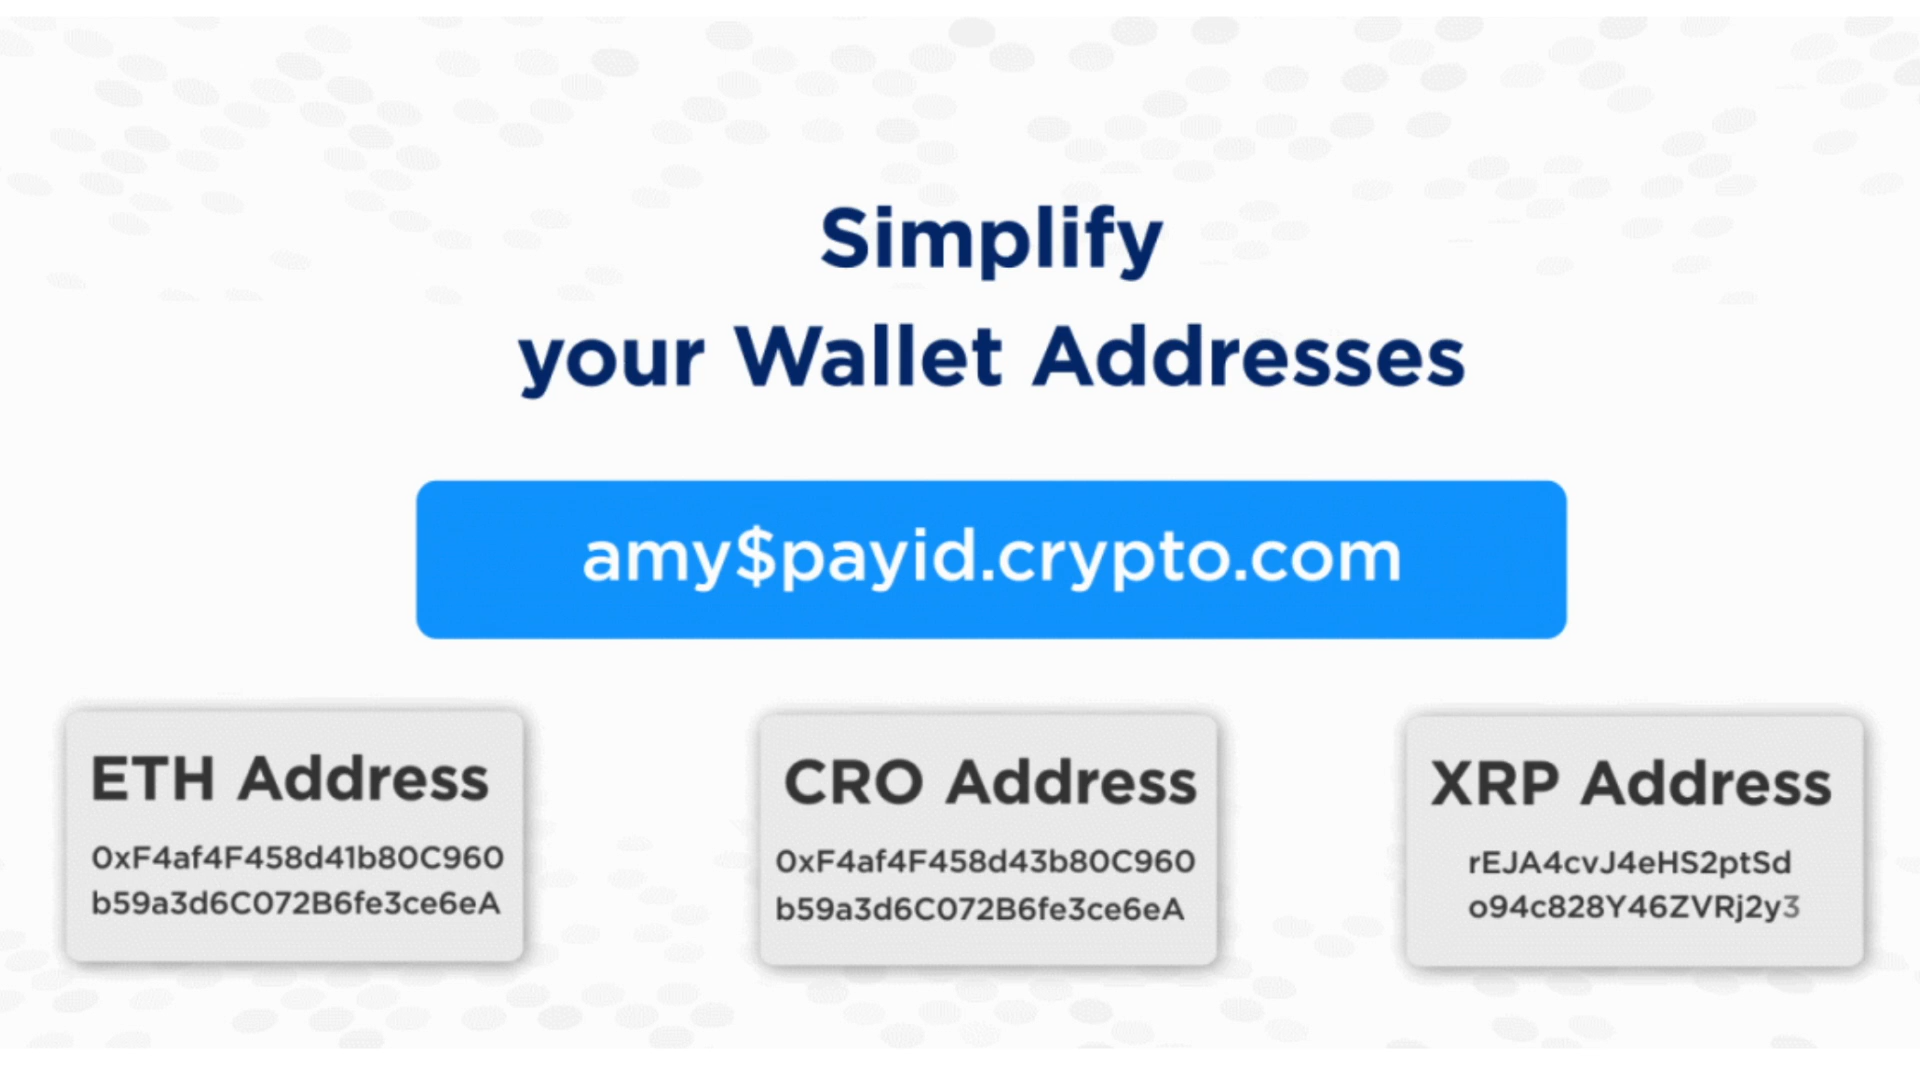 Simplify
your Wallet Addresses
amy$payid.crypto.com
ETH Address
0xF4af4F458d41b80C960
b59a3d6C072B6fe3ce6eA
CRO Address
0xF4af4F458d43b80C960
b59a3d6C072B6fe3ce6eA
XRP Address
rEJA4cvJ4eHS2ptSd
o94c828Y46ZVRj2y3